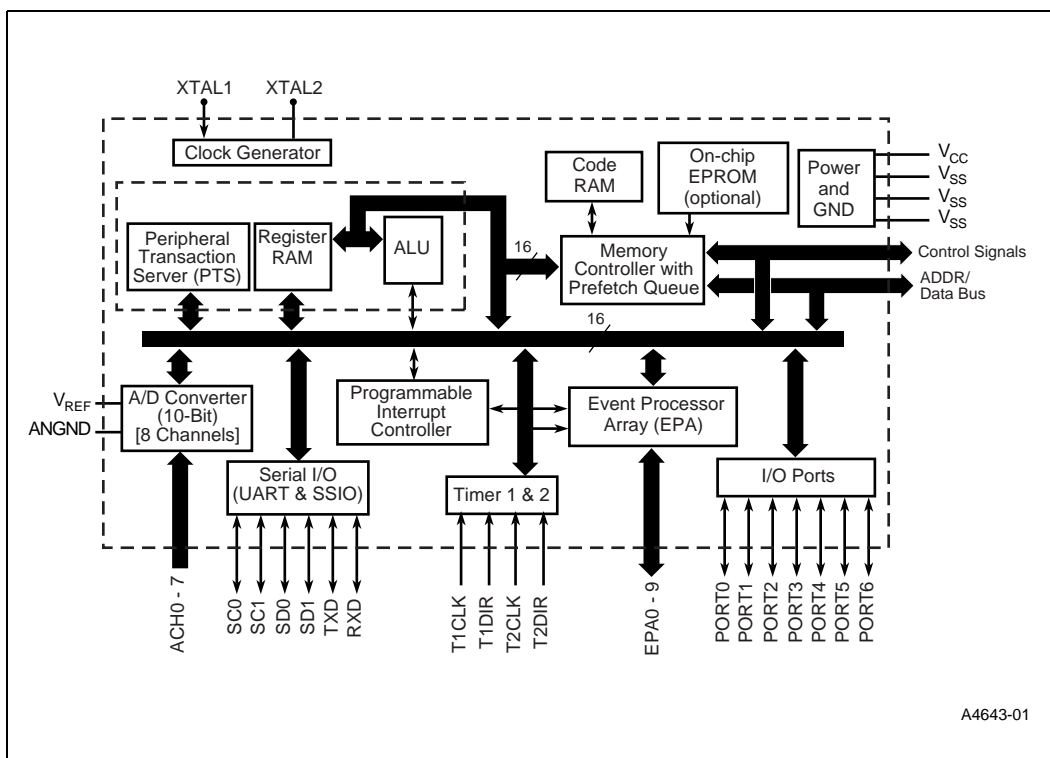 XTAL1
XTAL2
Clock Generator
Code
RAM
On-chip
EPROM
(optional)
Power
and
GND
VCC
VSS
VSS
VSS
Peripheral
Transaction
Server (PTS)
Register
RAM
ALU
16
Memory
Controller with
Prefetch Queue
Control Signals
ADDR/
Data Bus
16
VREF
ANGND
A/D Converter
(10-Bit)
[8 Channels]
Programmable
Interrupt
Controller
Event Processor
Array (EPA)
Serial I/O
(UART & SSIO)
Timer 1 & 2
I/O Ports
ACH0 - 7
SC0
SC1
SD0
SD1
TXD
RXD
T1CLK
T1DIR
T2CLK
T2DIR
EPA0 - 9
PORT0
PORT1
PORT2
PORT3
PORT4
PORT5
PORT6
A4643-01